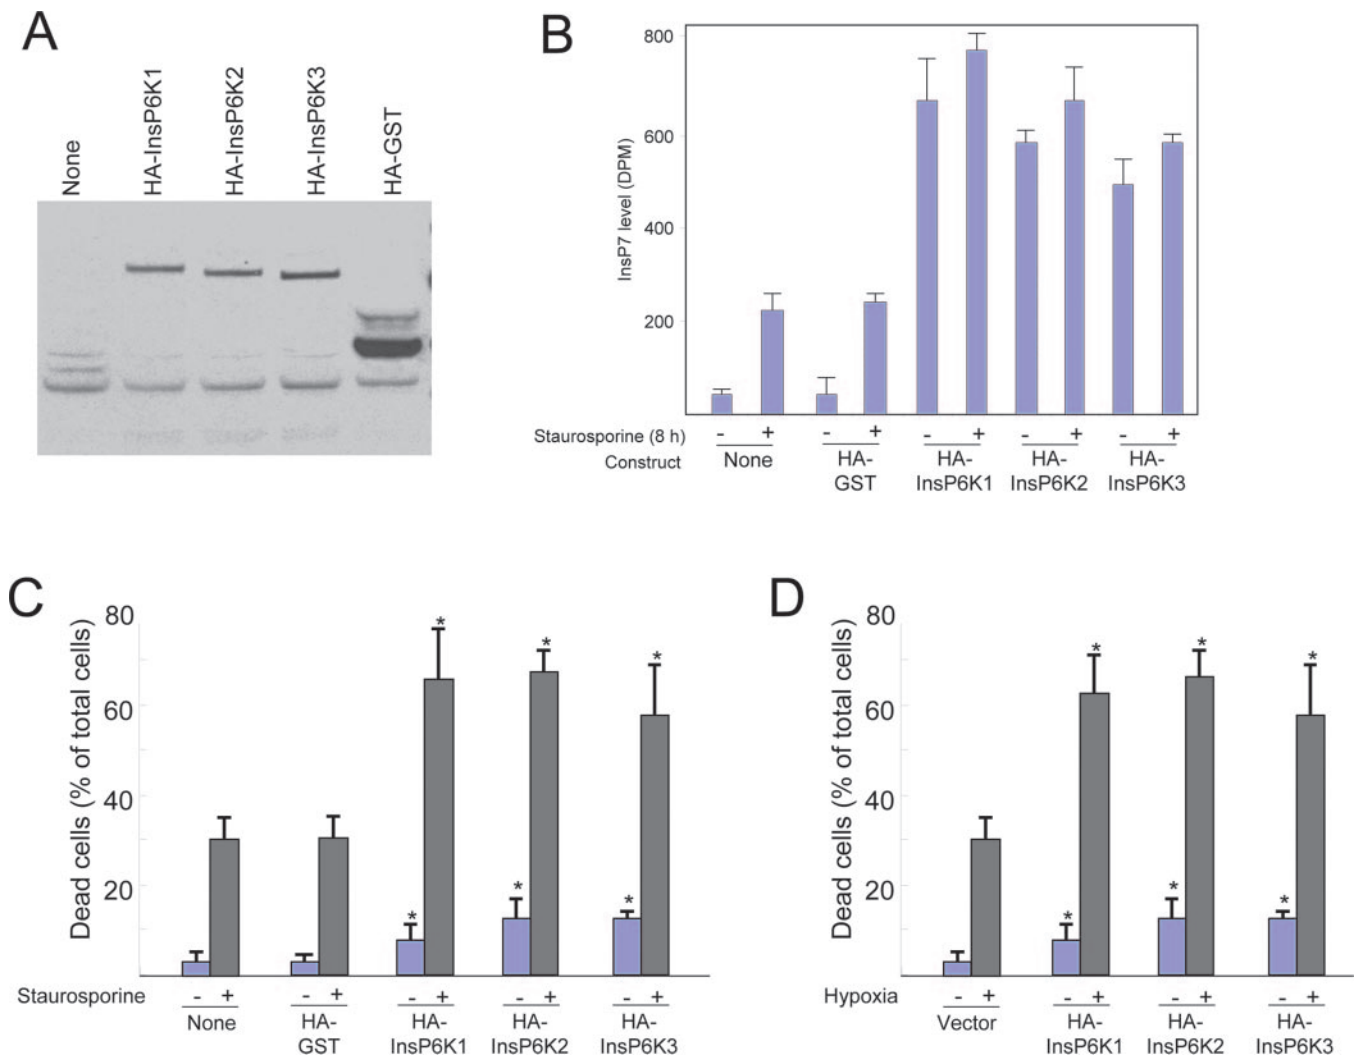 A
None
HA-InsP6K1
HA-InsP6K2
HA-InsP6K3
HA-GST
B
InsP7 level (DPM)
800
600
400
200
Staurosporine (8 h) - + - + - + - + - +
Construct None HA- HA- HA- HA-
GST InsP6K1 InsP6K2 InsP6K3
C
Dead cells (% of total cells)
80
60
40
20
* * *
* * *
Staurosporine - + - + - + - + - +
None HA- HA- HA- HA-
GST InsP6K1 InsP6K2 InsP6K3
D
Dead cells (% of total cells)
80
60
40
20
* * *
* * *
Hypoxia - + - + - + - +
Vector HA- HA- HA-
InsP6K1 InsP6K2 InsP6K3